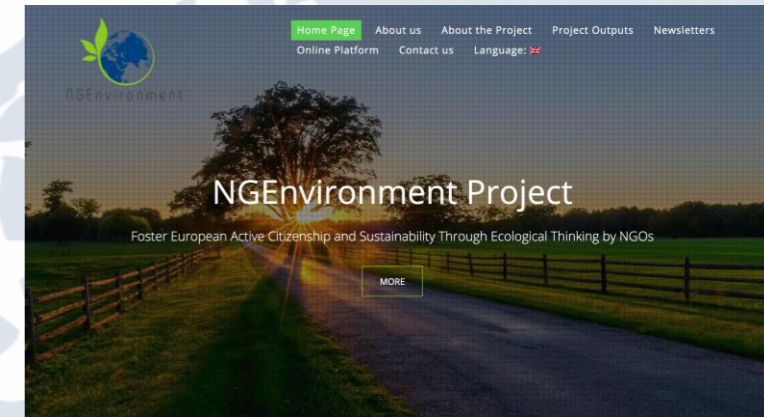 Home Page About us About the Project Project Outputs Newsletters
Online Platform Contact us Language:
NGEnvironment
NGEnvironment Project
Foster European Active Citizenship and Sustainability Through Ecological Thinking by NGOs
MORE